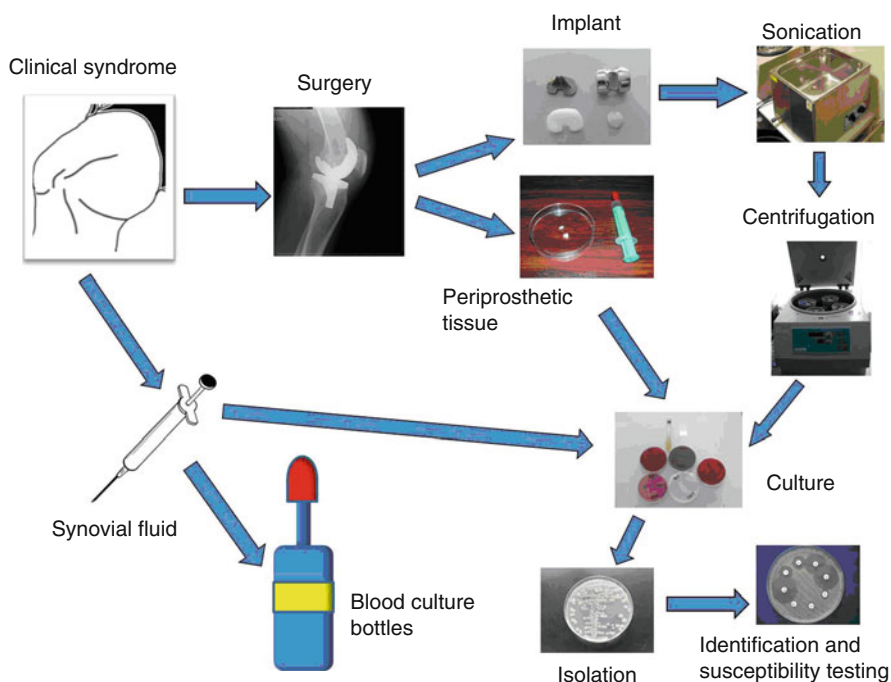 Clinical syndrome
Surgery
Implant
Sonication
Centrifugation
Periprosthetic
tissue
Synovial fluid
Culture
Blood culture
bottles
Isolation
Identification and
susceptibility testing